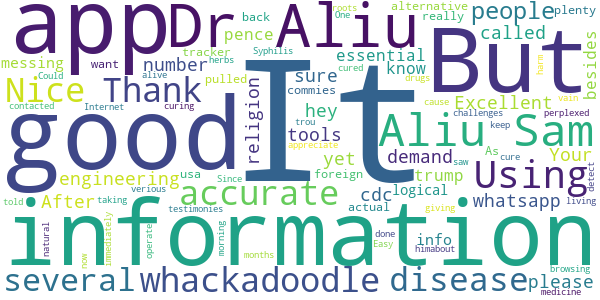 app Dr Aliu But people
roots alternative called
One back really plenty
herbs tracker pence essential
messing Syphilis want number sure know besides
Could cured commies harm
Nice Thank pulled hey drugs Excellent vain
alive
contacted Internet religion tools cause challenges perplexed
curing appreciate
good It Aliu Sam Your
trou keep
engineering yet demand As saw cure Using
After usa foreign trump
told Since accurate cdc logical whatsapp detect
taking verious actual giving living
natural now immediately operate testimonies morning info done himabout
months Easy browsing
information
several whackadoodle disease please
medicine